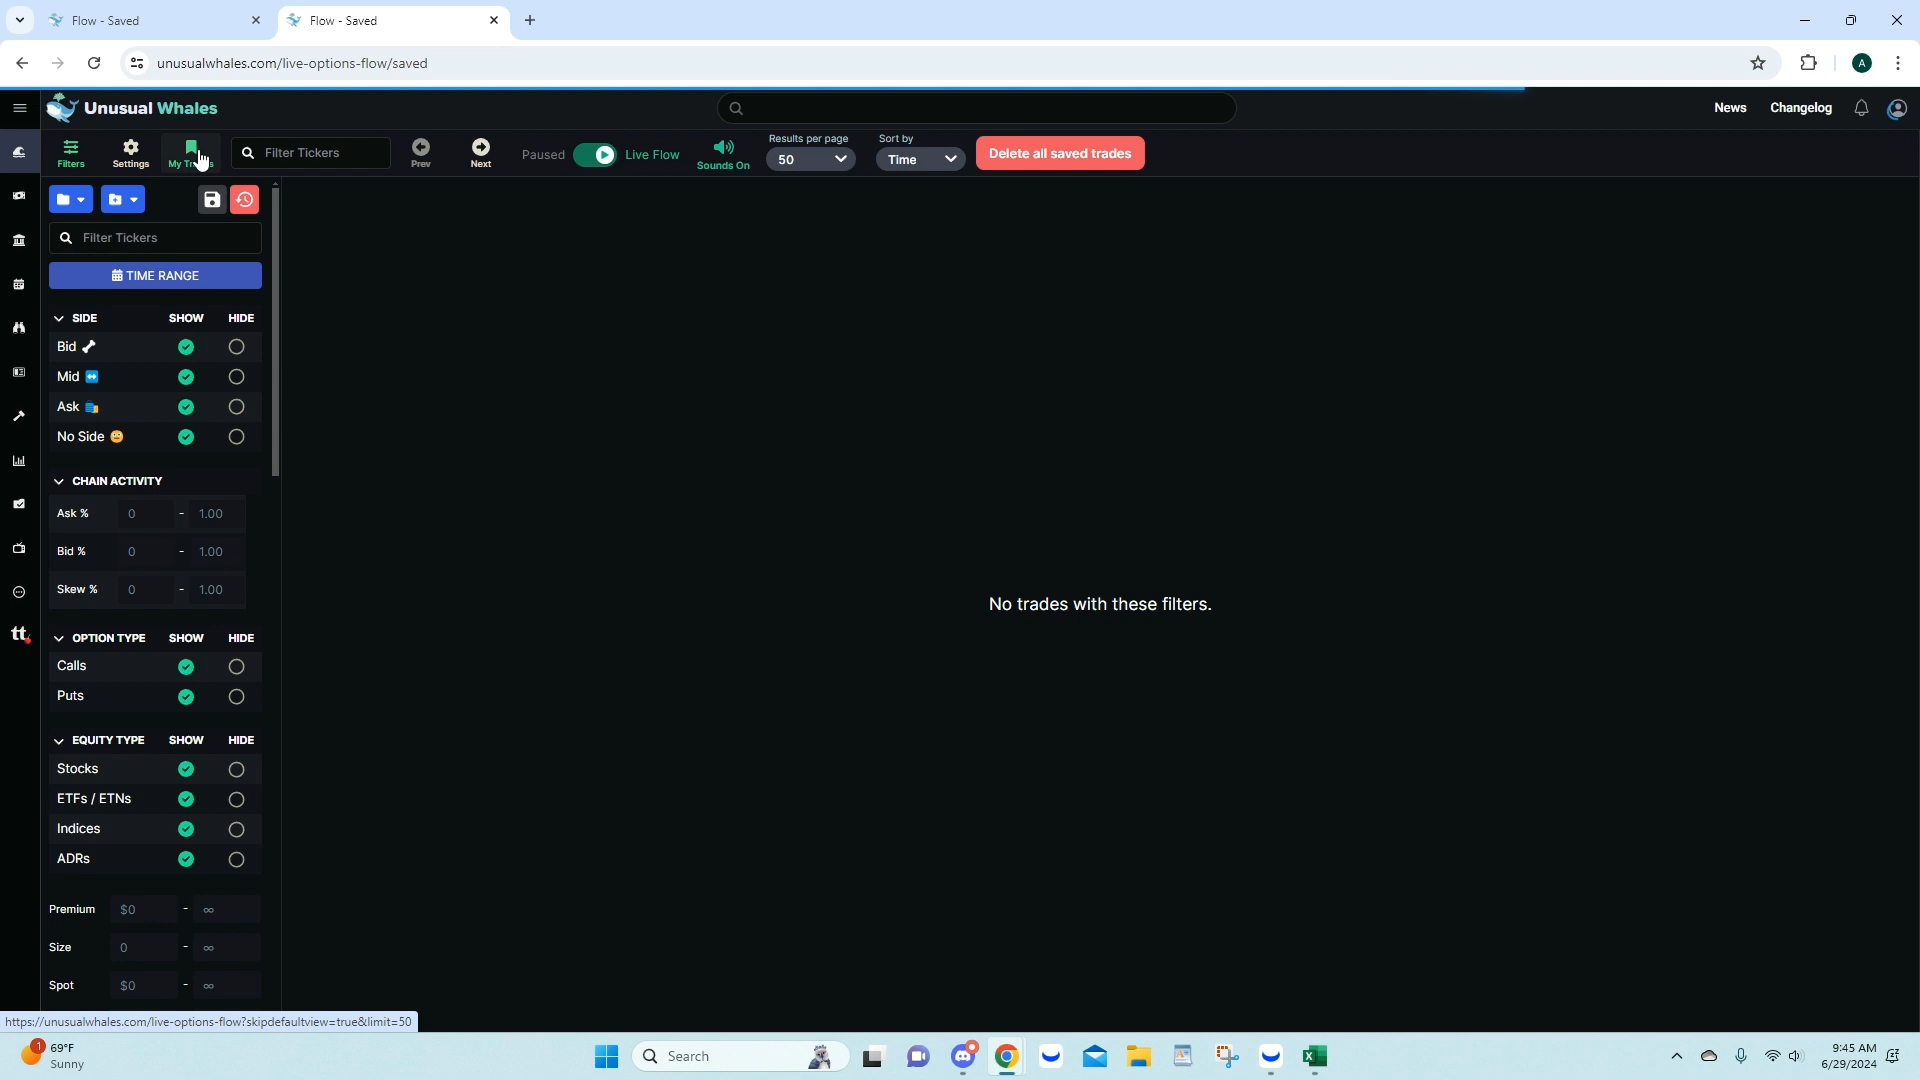 Flow - Saved
Flow - Saved
unusualwhales.com/live-options-flow/saved
A
Unusual Whales
News
Changelog
Filters
Settings
Filter Tickers
Prev
Next
Paused
Live Flow
Sounds On
Results per page
50
Sort by
Time
Delete all saved trades
Filter Tickers
TIME RANGE
SIDE SHOW HIDE
Bid
Mid
Ask
No Side
CHAIN ACTIVITY
Ask % 0 - 1.00
Bid % 0 - 1.00
Skew % 0 - 1.00
OPTION TYPE SHOW HIDE
Calls
Puts
EQUITY TYPE SHOW HIDE
Stocks
ETFs / ETNs
Indices
ADRs
Premium $0 - ∞
Size 0 - ∞
Spot $0 - ∞
No trades with these filters.
tt
https://unusualwhales.com/live-options-flow?skipdefaultview=true&limit=50
1
69°F
Sunny
Search
9:45 AM
6/29/2024